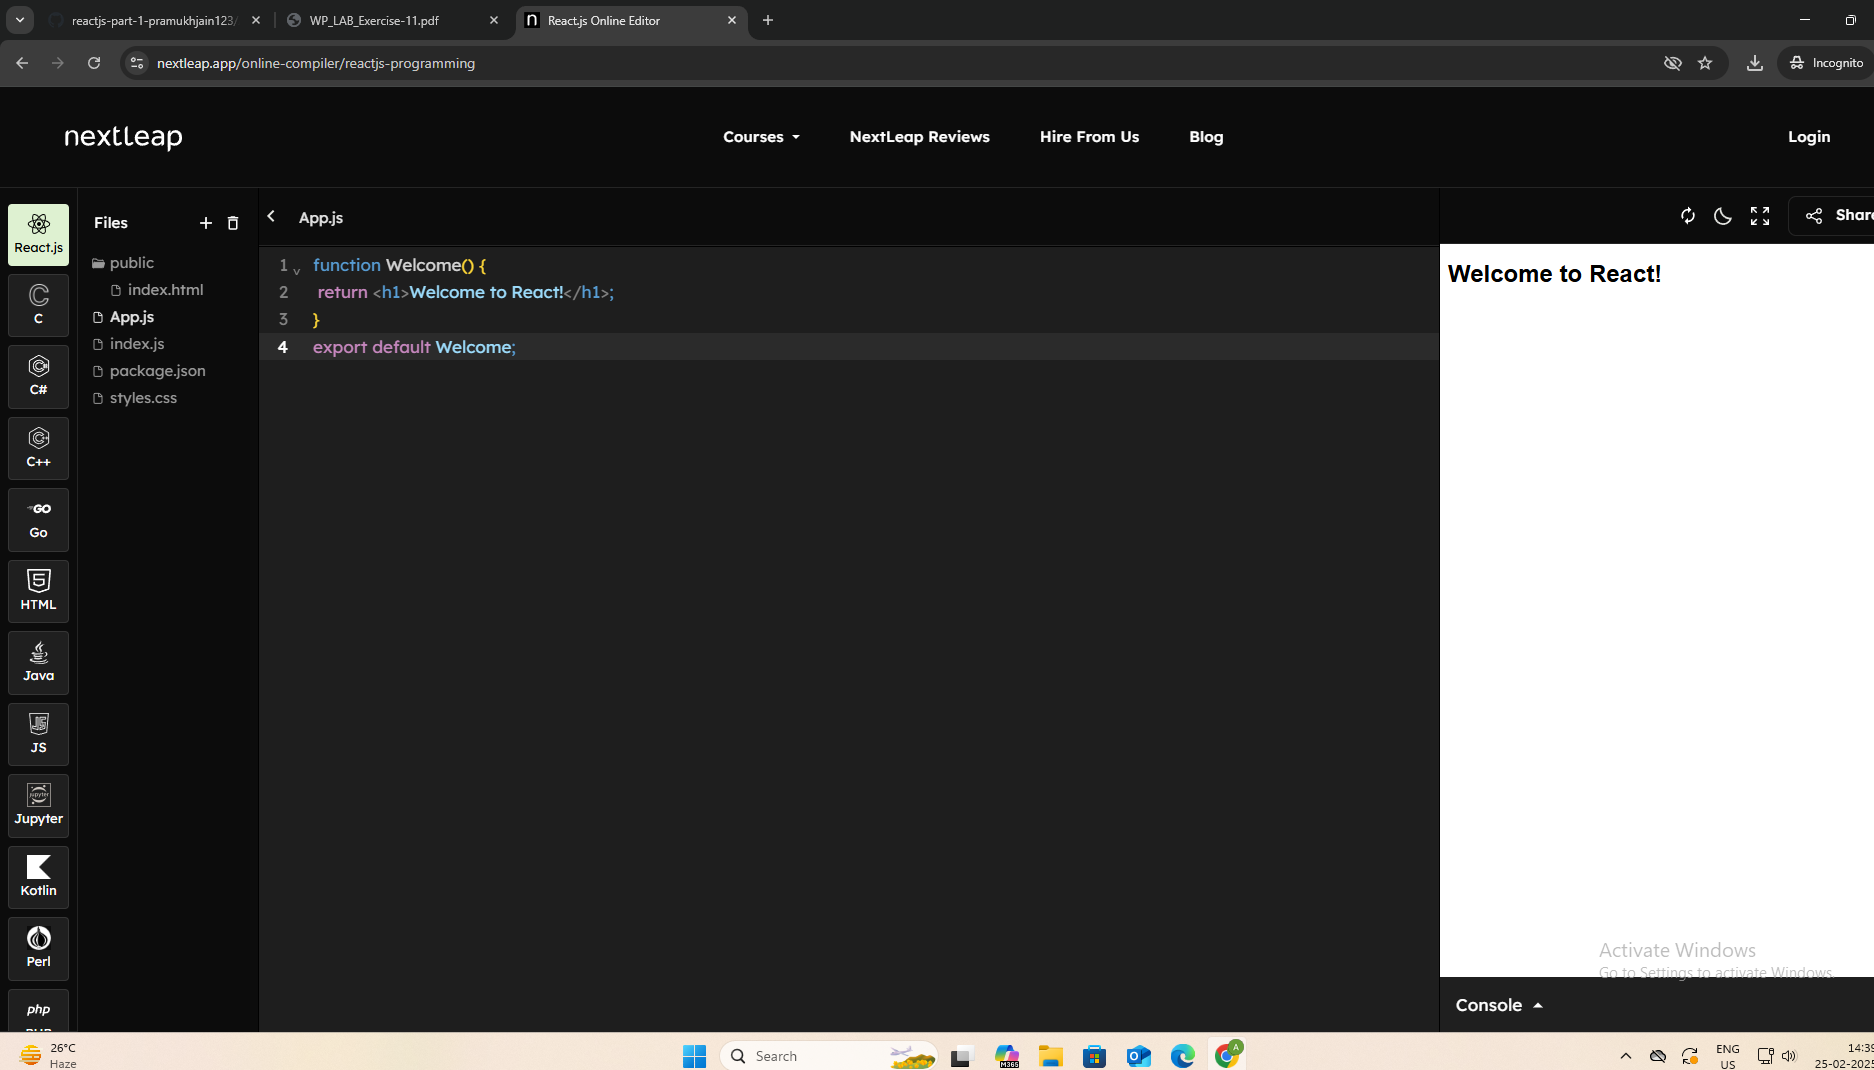 reactjs-part-1-pramukhjain123/
WP_LAB_Exercise-11.pdf
React.js Online Editor
nextleap.app/online-compiler/reactjs-programming
Incognito
nextleap
Courses
NextLeap Reviews
Hire From Us
Blog
Login
React.js
C
C#
C++
Go
HTML
Java
JS
Jupyter
Kotlin
Perl
php
Files
public
index.html
App.js
index.js
package.json
styles.css
App.js
1 function Welcome() {
2 return <h1>Welcome to React!</h1>;
3 }
4 export default Welcome;
Share
Welcome to React!
Activate Windows
Go to Settings to activate Windows.
Console
26°C
Haze
Search
M365
A
ENG
US
14:39
25-02-2025